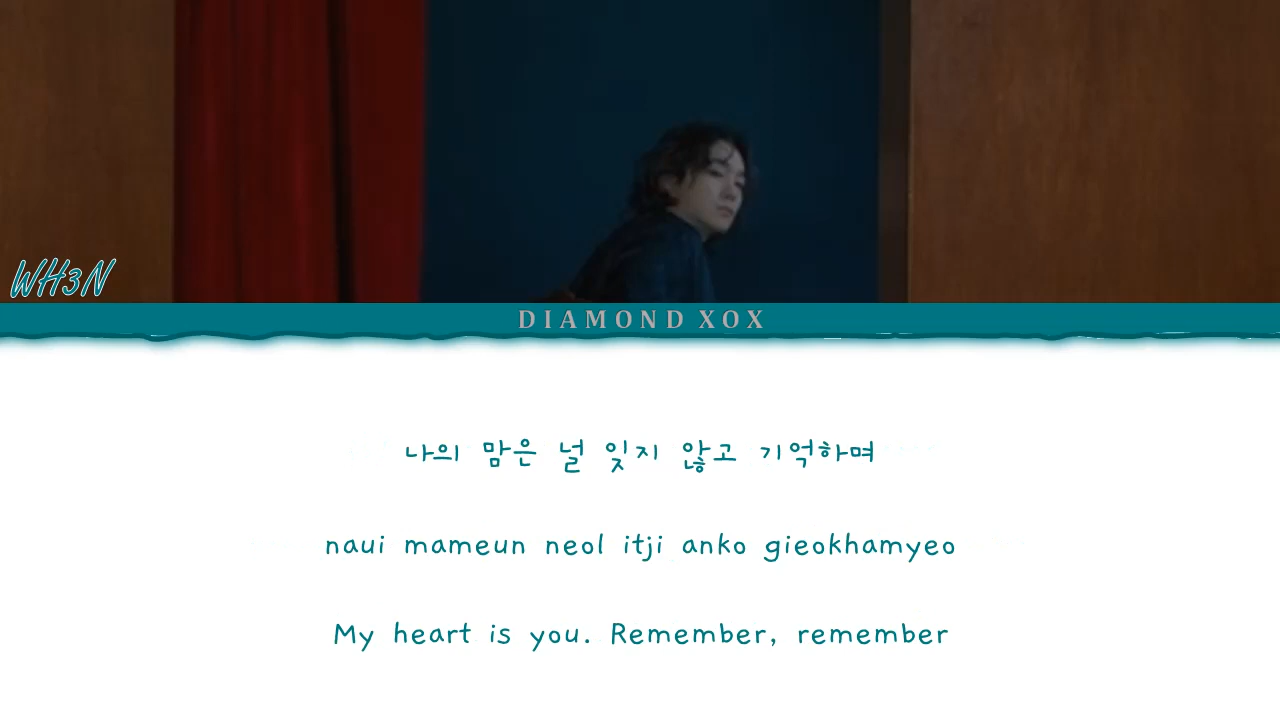 WH3N
DIAMOND XOX
나의 맘은 널 잊지 않고 기억하며
naui mameun neol itji anko gieokhamyeo
My heart is you. Remember, remember